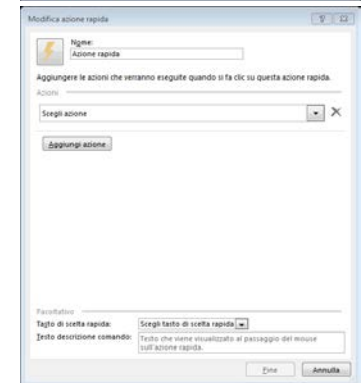 Modifica azione rapida
Nome:
Azione rapida
Aggiungere le azioni che verranno eseguite quando si fa clic su questa azione rapida.
Azioni
Scegli azione
Aggiungi azione
Facoltativo
Tasto di scelta rapida: Scegli tasto di scelta rapida
Testo descrizione comando: Testo che viene visualizzato al passaggio del mouse
sull'azione rapida.
Fine Annulla